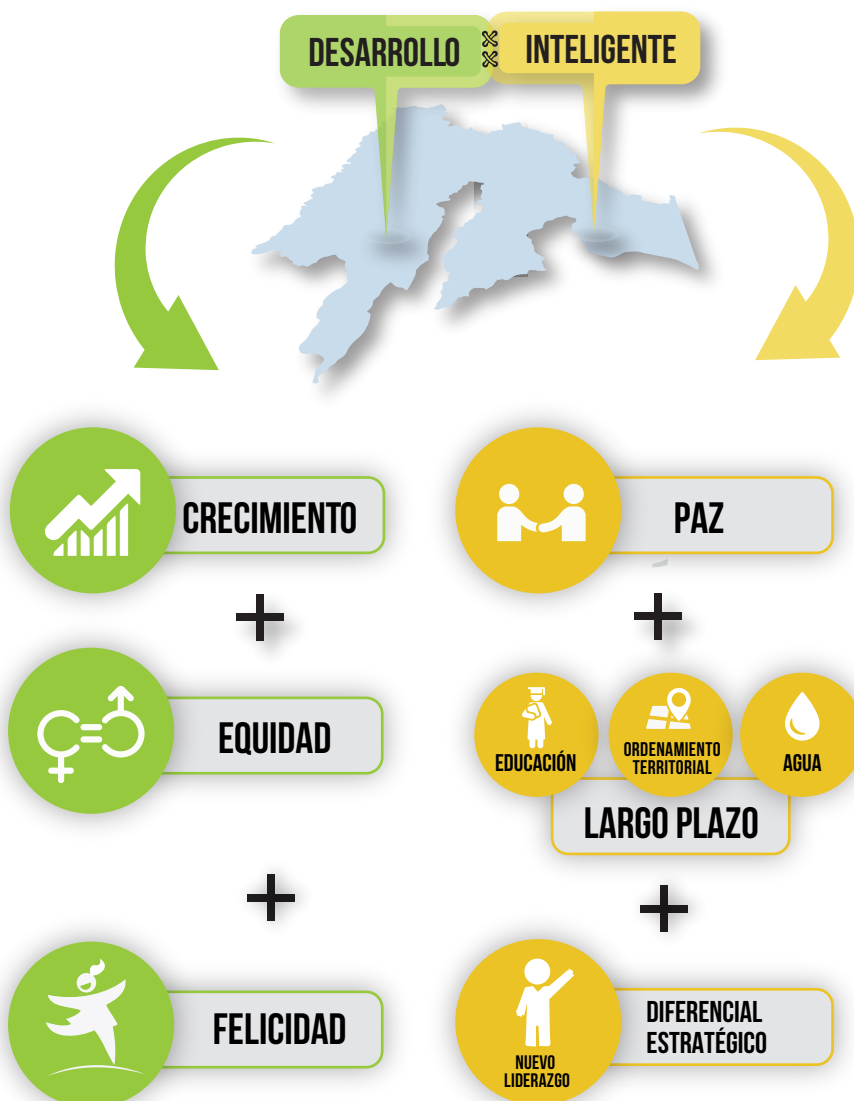 DESARROLLO
INTELIGENTE
CRECIMIENTO
+
EQUIDAD
+
FELICIDAD
PAZ
+
EDUCACIÓN
ORDENAMIENTO
TERRITORIAL
AGUA
LARGO PLAZO
+
NUEVO
LIDERAZGO
DIFERENCIAL
ESTRATÉGICO